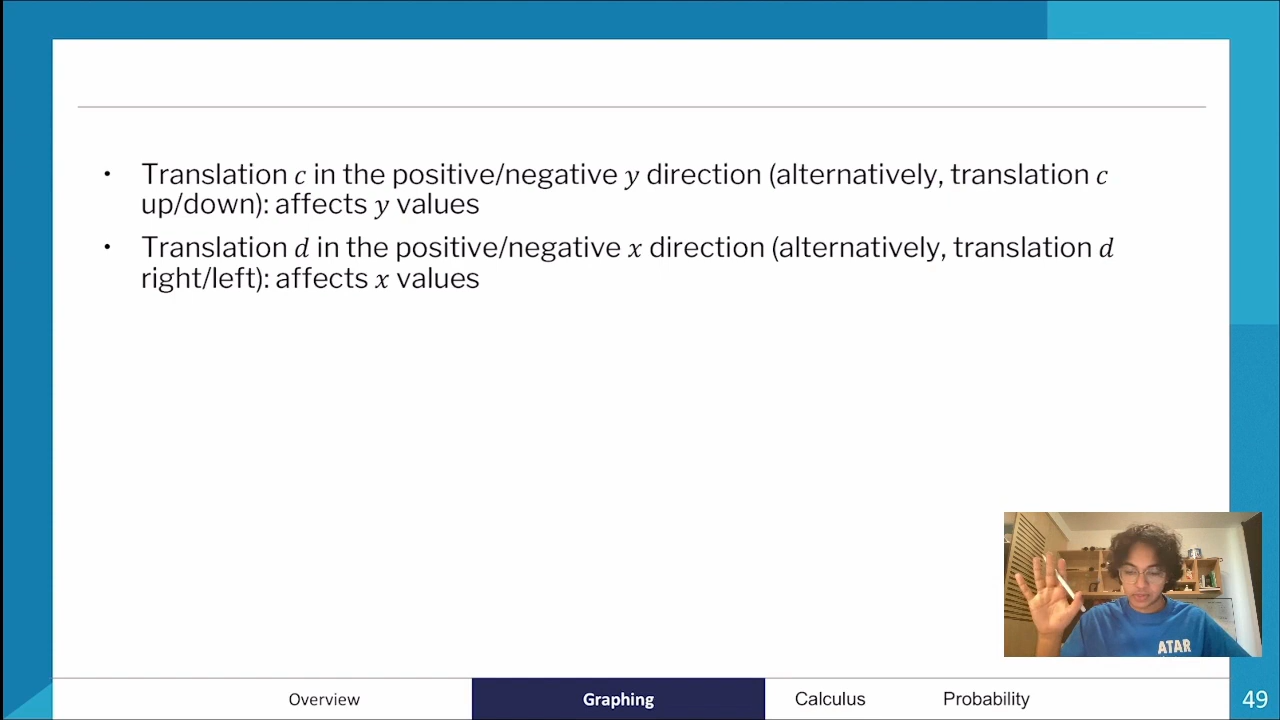 • Translation c in the positive/negative y direction (alternatively, translation c
up/down): affects y values
• Translation d in the positive/negative x direction (alternatively, translation d
right/left): affects x values
ATAR
Overview
Graphing
Calculus
Probability
49